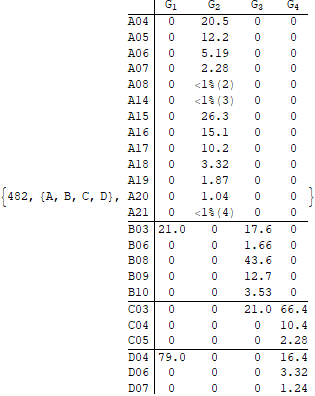 G1 G2 G3 G4
A04 0 20.5 0 0
A05 0 12.2 0 0
A06 0 5.19 0 0
A07 0 2.28 0 0
A08 0 <1%(2) 0 0
A14 0 <1%(3) 0 0
A15 0 26.3 0 0
A16 0 15.1 0 0
A17 0 10.2 0 0
A18 0 3.32 0 0
A19 0 1.87 0 0
{482, {A, B, C, D}, A20 0 1.04 0 0 }
A21 0 <1%(4) 0 0
B03 21.0 0 17.6 0
B06 0 0 1.66 0
B08 0 0 43.6 0
B09 0 0 12.7 0
B10 0 0 3.53 0
C03 0 0 21.0 66.4
C04 0 0 0 10.4
C05 0 0 0 2.28
D04 79.0 0 0 16.4
D06 0 0 0 3.32
D07 0 0 0 1.24